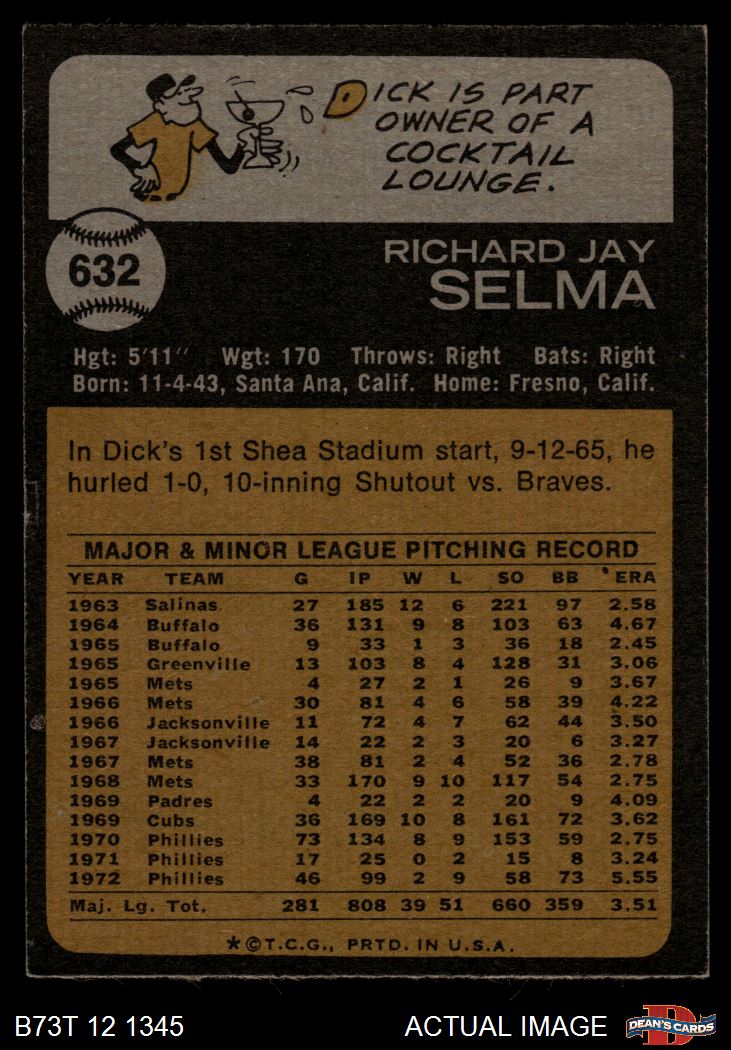 DICK IS PART
OWNER OF A
COCKTAIL
LOUNGE.
632
RICHARD JAY
SELMA
Hgt: 5'11" Wgt: 170 Throws: Right Bats: Right
Born: 11-4-43, Santa Ana, Calif. Home: Fresno, Calif.
In Dick's 1st Shea Stadium start, 9-12-65, he
hurled 1-0, 10-inning Shutout vs. Braves.
MAJOR & MINOR LEAGUE PITCHING RECORD
YEAR TEAM G IP W L SO BB ERA
1963 Salinas 27 185 12 6 221 97 2.58
1964 Buffalo 36 131 9 8 103 63 4.67
1965 Buffalo 9 33 1 3 36 18 2.45
1965 Greenville 13 103 8 4 128 31 3.06
1965 Mets 4 27 2 1 26 9 3.67
1966 Mets 30 81 4 6 58 39 4.22
1966 Jacksonville 11 72 4 7 62 44 3.50
1967 Jacksonville 14 22 2 3 20 6 3.27
1967 Mets 38 81 2 4 52 36 2.78
1968 Mets 33 170 9 10 117 54 2.75
1969 Padres 4 22 2 2 20 9 4.09
1969 Cubs 36 169 10 8 161 72 3.62
1970 Phillies 73 134 8 9 153 59 2.75
1971 Phillies 17 25 0 2 15 8 3.24
1972 Phillies 46 99 2 9 58 73 5.55
Maj. Lg. Tot. 281 808 39 51 660 359 3.51
*©T.C.G., PRTD. IN U.S.A.
B73T 12 1345 ACTUAL IMAGE
D
DEAN'S CARDS